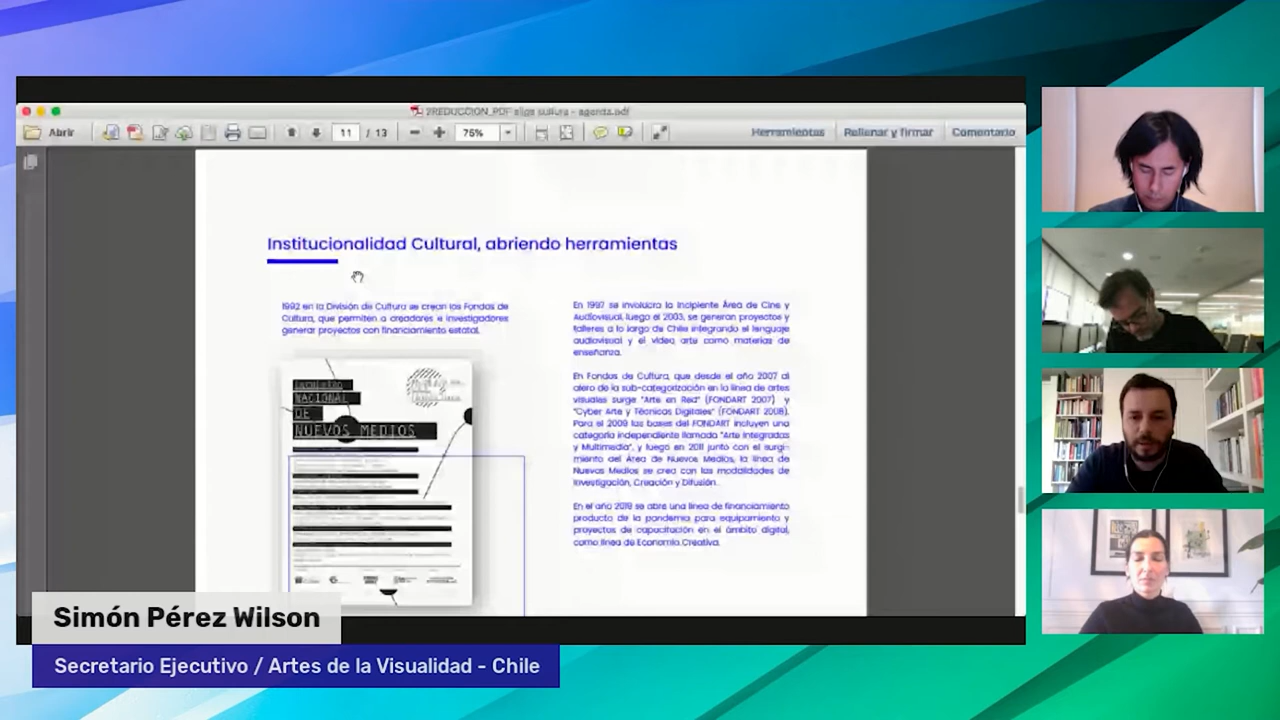 2REDUCCION_PDF siga cultura - agenta.pdf
Abrir
11 / 13
75%
Herramientas
Rellenar y firmar
Comentario
Institucionalidad Cultural, abriendo herramientas
1992 en la División de Cultura se crean los Fondos de
Cultura, que permiten a creadores e investigadores
generar proyectos con financiamiento estatal.
ENCUENTRO
NACIONAL
DE
NUEVOS MEDIOS
En 1997 se involucra la incipiente Área de Cine y
Audiovisual, luego el 2003, se generan proyectos y
talleres a lo largo de Chile integrando el lenguaje
audiovisual y el video arte como materias de
enseñanza.
En Fondos de Cultura, que desde el año 2007 al
alero de la sub-categorización en la línea de artes
visuales surge "Arte en Red" (FONDART 2007) y
"Cyber Arte y Técnicas Digitales" (FONDART 2008).
Para el 2009 las bases del FONDART incluyen una
categoría independiente llamada "Arte Integradas
y Multimedia", y luego en 2011 junto con el surgi-
miento del Área de Nuevos Medios, la línea de
Nuevos Medios se crea con las modalidades de
Investigación, Creación y Difusión.
En el año 2019 se abre una línea de financiamiento
producto de la pandemia para equipamiento y
proyectos de capacitación en el ámbito digital,
como línea de Economía Creativa.
Simón Pérez Wilson
Secretario Ejecutivo / Artes de la Visualidad - Chile